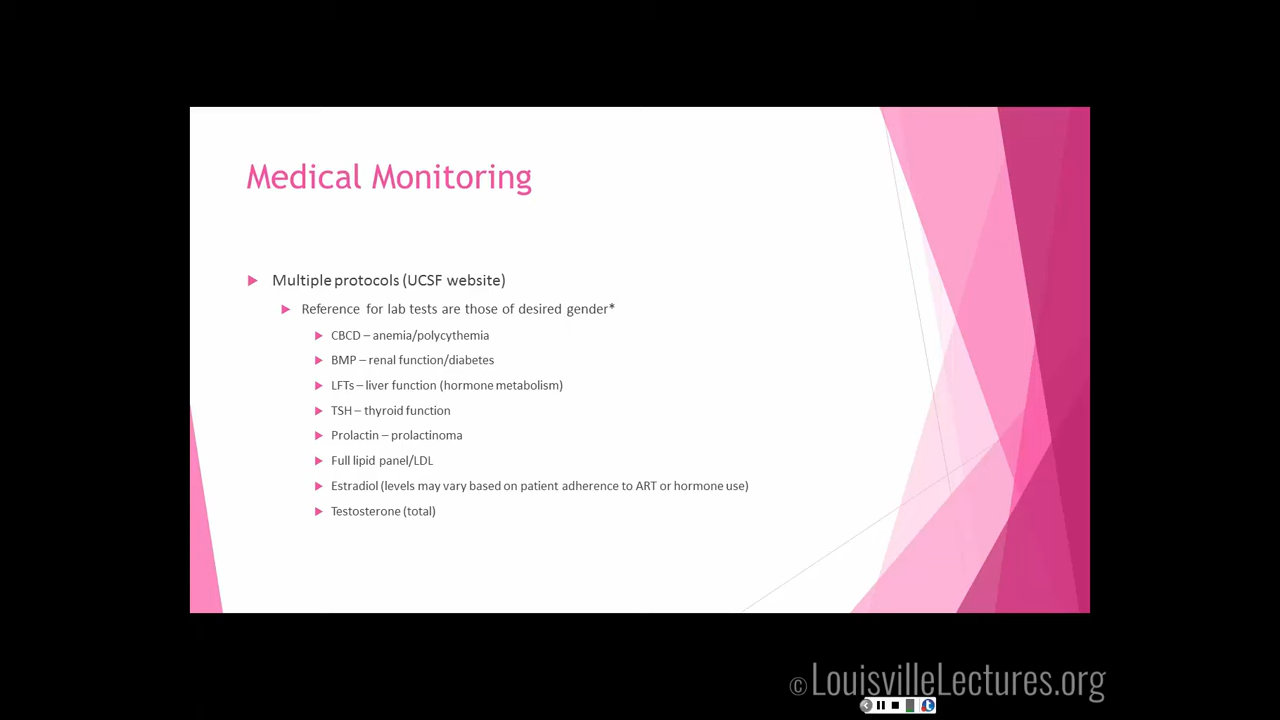 Medical Monitoring
Multiple protocols (UCSF website)
Reference for lab tests are those of desired gender*
CBCD – anemia/polycythemia
BMP – renal function/diabetes
LFTs – liver function (hormone metabolism)
TSH – thyroid function
Prolactin – prolactinoma
Full lipid panel/LDL
Estradiol (levels may vary based on patient adherence to ART or hormone use)
Testosterone (total)
© LouisvilleLectures.org